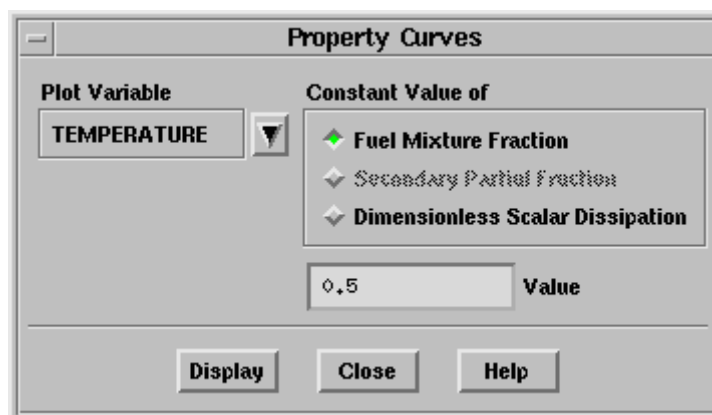 Property Curves
Plot Variable
TEMPERATURE
Constant Value of
Fuel Mixture Fraction
Secondary Partial Fraction
Dimensionless Scalar Dissipation
0.5 Value
Display Close Help